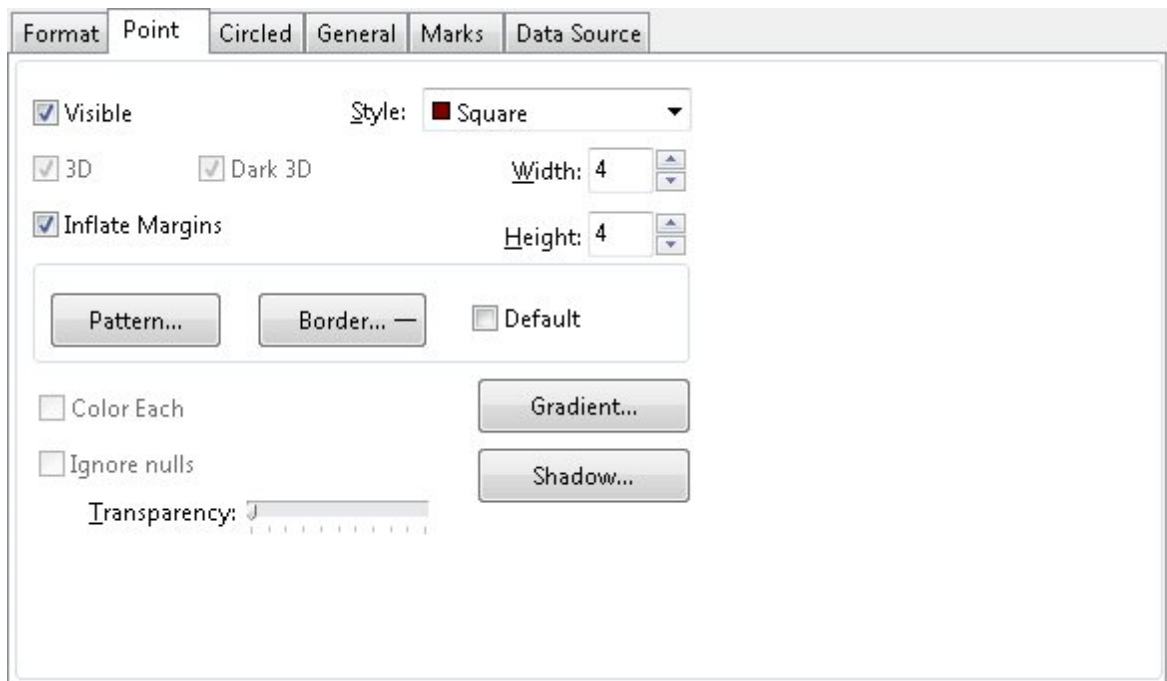 Format Point Circled General Marks Data Source
Visible Style: Square
3D Dark 3D Width: 4
Inflate Margins Height: 4
Pattern... Border... Default
Color Each Gradient...
Ignore nulls Shadow...
Transparency: